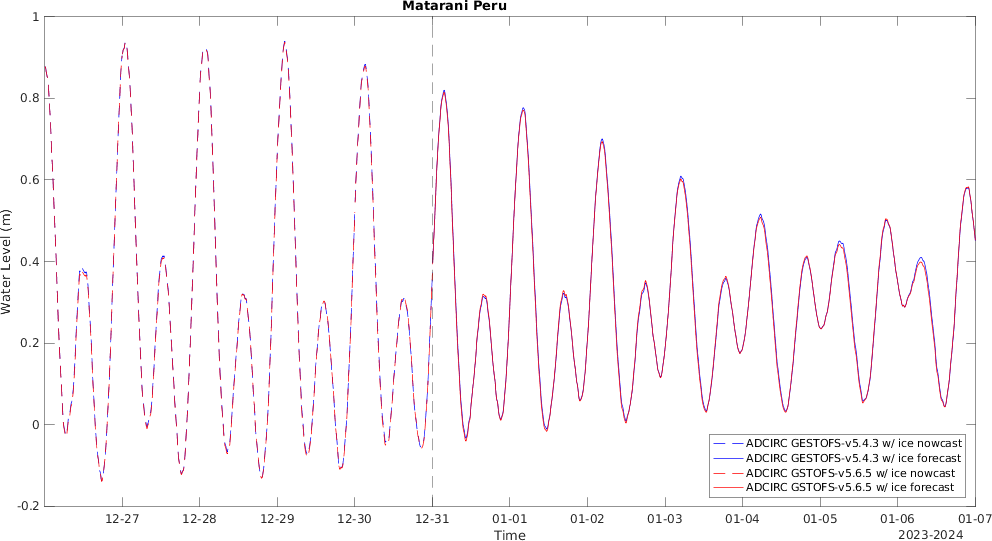 Matarani Peru
1
0.8
0.6
0.4
0.2
0
-0.2
Water Level (m)
ADCIRC GESTOFS-v5.4.3 w/ ice nowcast
ADCIRC GESTOFS-v5.4.3 w/ ice forecast
ADCIRC GSTOFS-v5.6.5 w/ ice nowcast
ADCIRC GSTOFS-v5.6.5 w/ ice forecast
12-27 12-28 12-29 12-30 12-31 01-01 01-02 01-03 01-04 01-05 01-06 01-07
Time
2023-2024